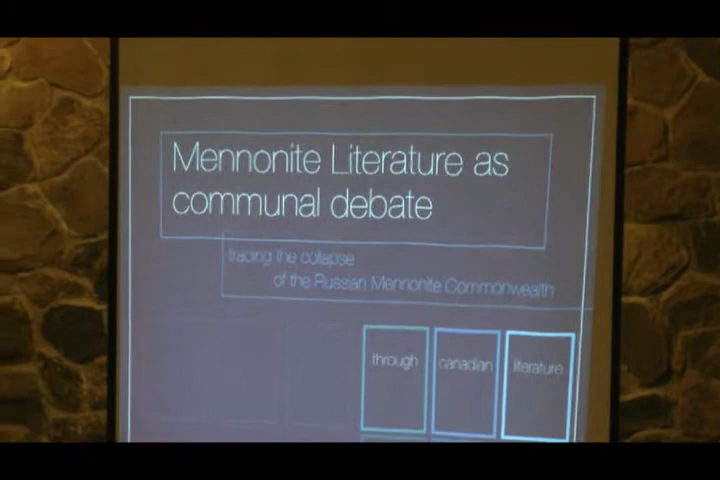 Mennonite Literature as
communal debate
tracing the collapse
of the Russian Mennonite Commonwealth
through canadian literature